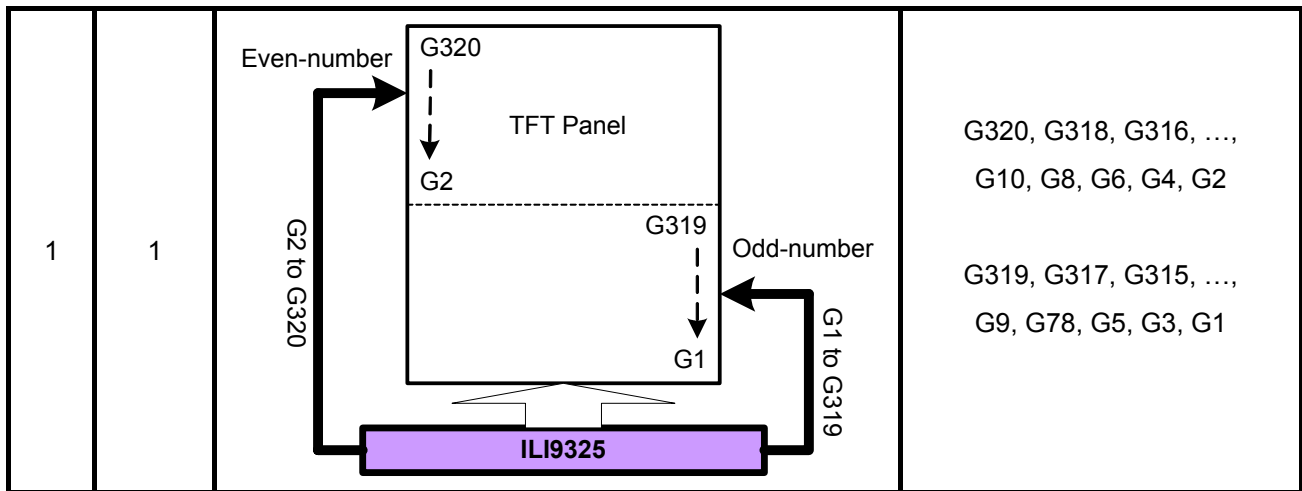 1
1
Even-number
G320
TFT Panel
G2
G319
Odd-number
G2 to G320
G1 to G319
G1
ILI9325
G320, G318, G316, …,
G10, G8, G6, G4, G2
G319, G317, G315, …,
G9, G78, G5, G3, G1